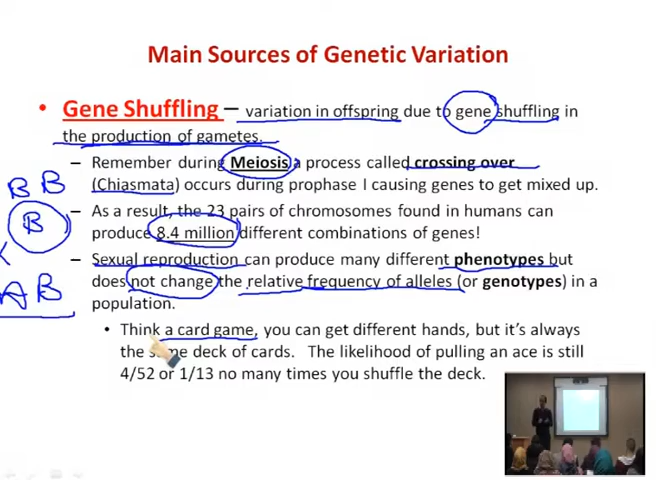 Main Sources of Genetic Variation
• Gene Shuffling – variation in offspring due to gene shuffling in
the production of gametes.
– Remember during Meiosis a process called crossing over
(Chiasmata) occurs during prophase I causing genes to get mixed up.
B B
– As a result, the 23 pairs of chromosomes found in humans can
B
produce 8.4 million different combinations of genes!
– Sexual reproduction can produce many different phenotypes but
does not change the relative frequency of alleles (or genotypes) in a
A B
population.
• Think a card game, you can get different hands, but it's always
the same deck of cards. The likelihood of pulling an ace is still
4/52 or 1/13 no many times you shuffle the deck.